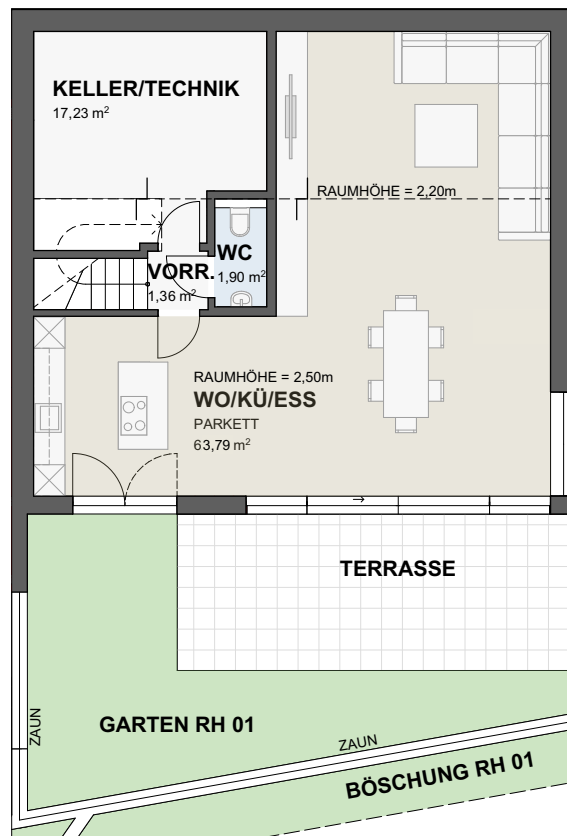 KELLER/TECHNIK
17,23 m²
RAUMHÖHE = 2,20m
WC
1,90 m²
VORR.
1,36 m²
RAUMHÖHE = 2,50m
WO/KÜ/ESS
PARKETT
63,79 m²
TERRASSE
ZAUN
GARTEN RH 01
ZAUN
BÖSCHUNG RH 01